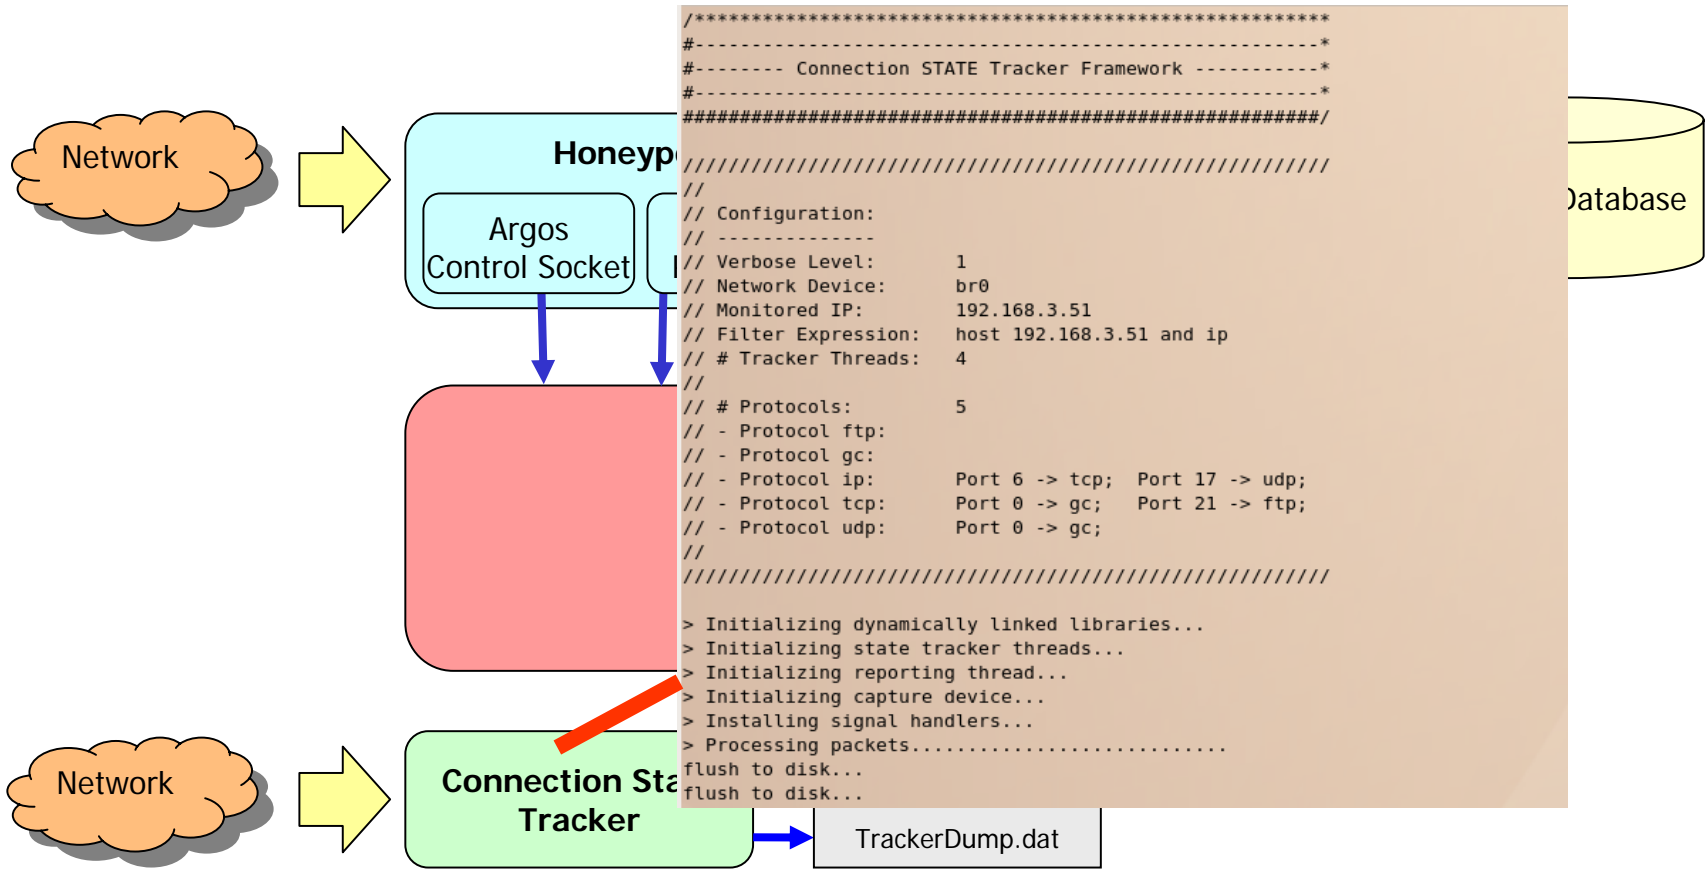 Network
Honeyp
Argos
Control Socket
/********************************************************
#-------------------------------------------------------*
#-------- Connection STATE Tracker Framework -----------*
#-------------------------------------------------------*
########################################################/
/////////////////////////////////////////////////////////
//
// Configuration:
// --------------
// Verbose Level: 1
// Network Device: br0
// Monitored IP: 192.168.3.51
// Filter Expression: host 192.168.3.51 and ip
// # Tracker Threads: 4
//
// # Protocols: 5
// - Protocol ftp:
// - Protocol gc:
// - Protocol ip: Port 6 -> tcp; Port 17 -> udp;
// - Protocol tcp: Port 0 -> gc; Port 21 -> ftp;
// - Protocol udp: Port 0 -> gc;
//
/////////////////////////////////////////////////////////
> Initializing dynamically linked libraries...
> Initializing state tracker threads...
> Initializing reporting thread...
> Initializing capture device...
> Installing signal handlers...
> Processing packets............................
flush to disk...
flush to disk...
Database
Network
Connection Sta
Tracker
TrackerDump.dat